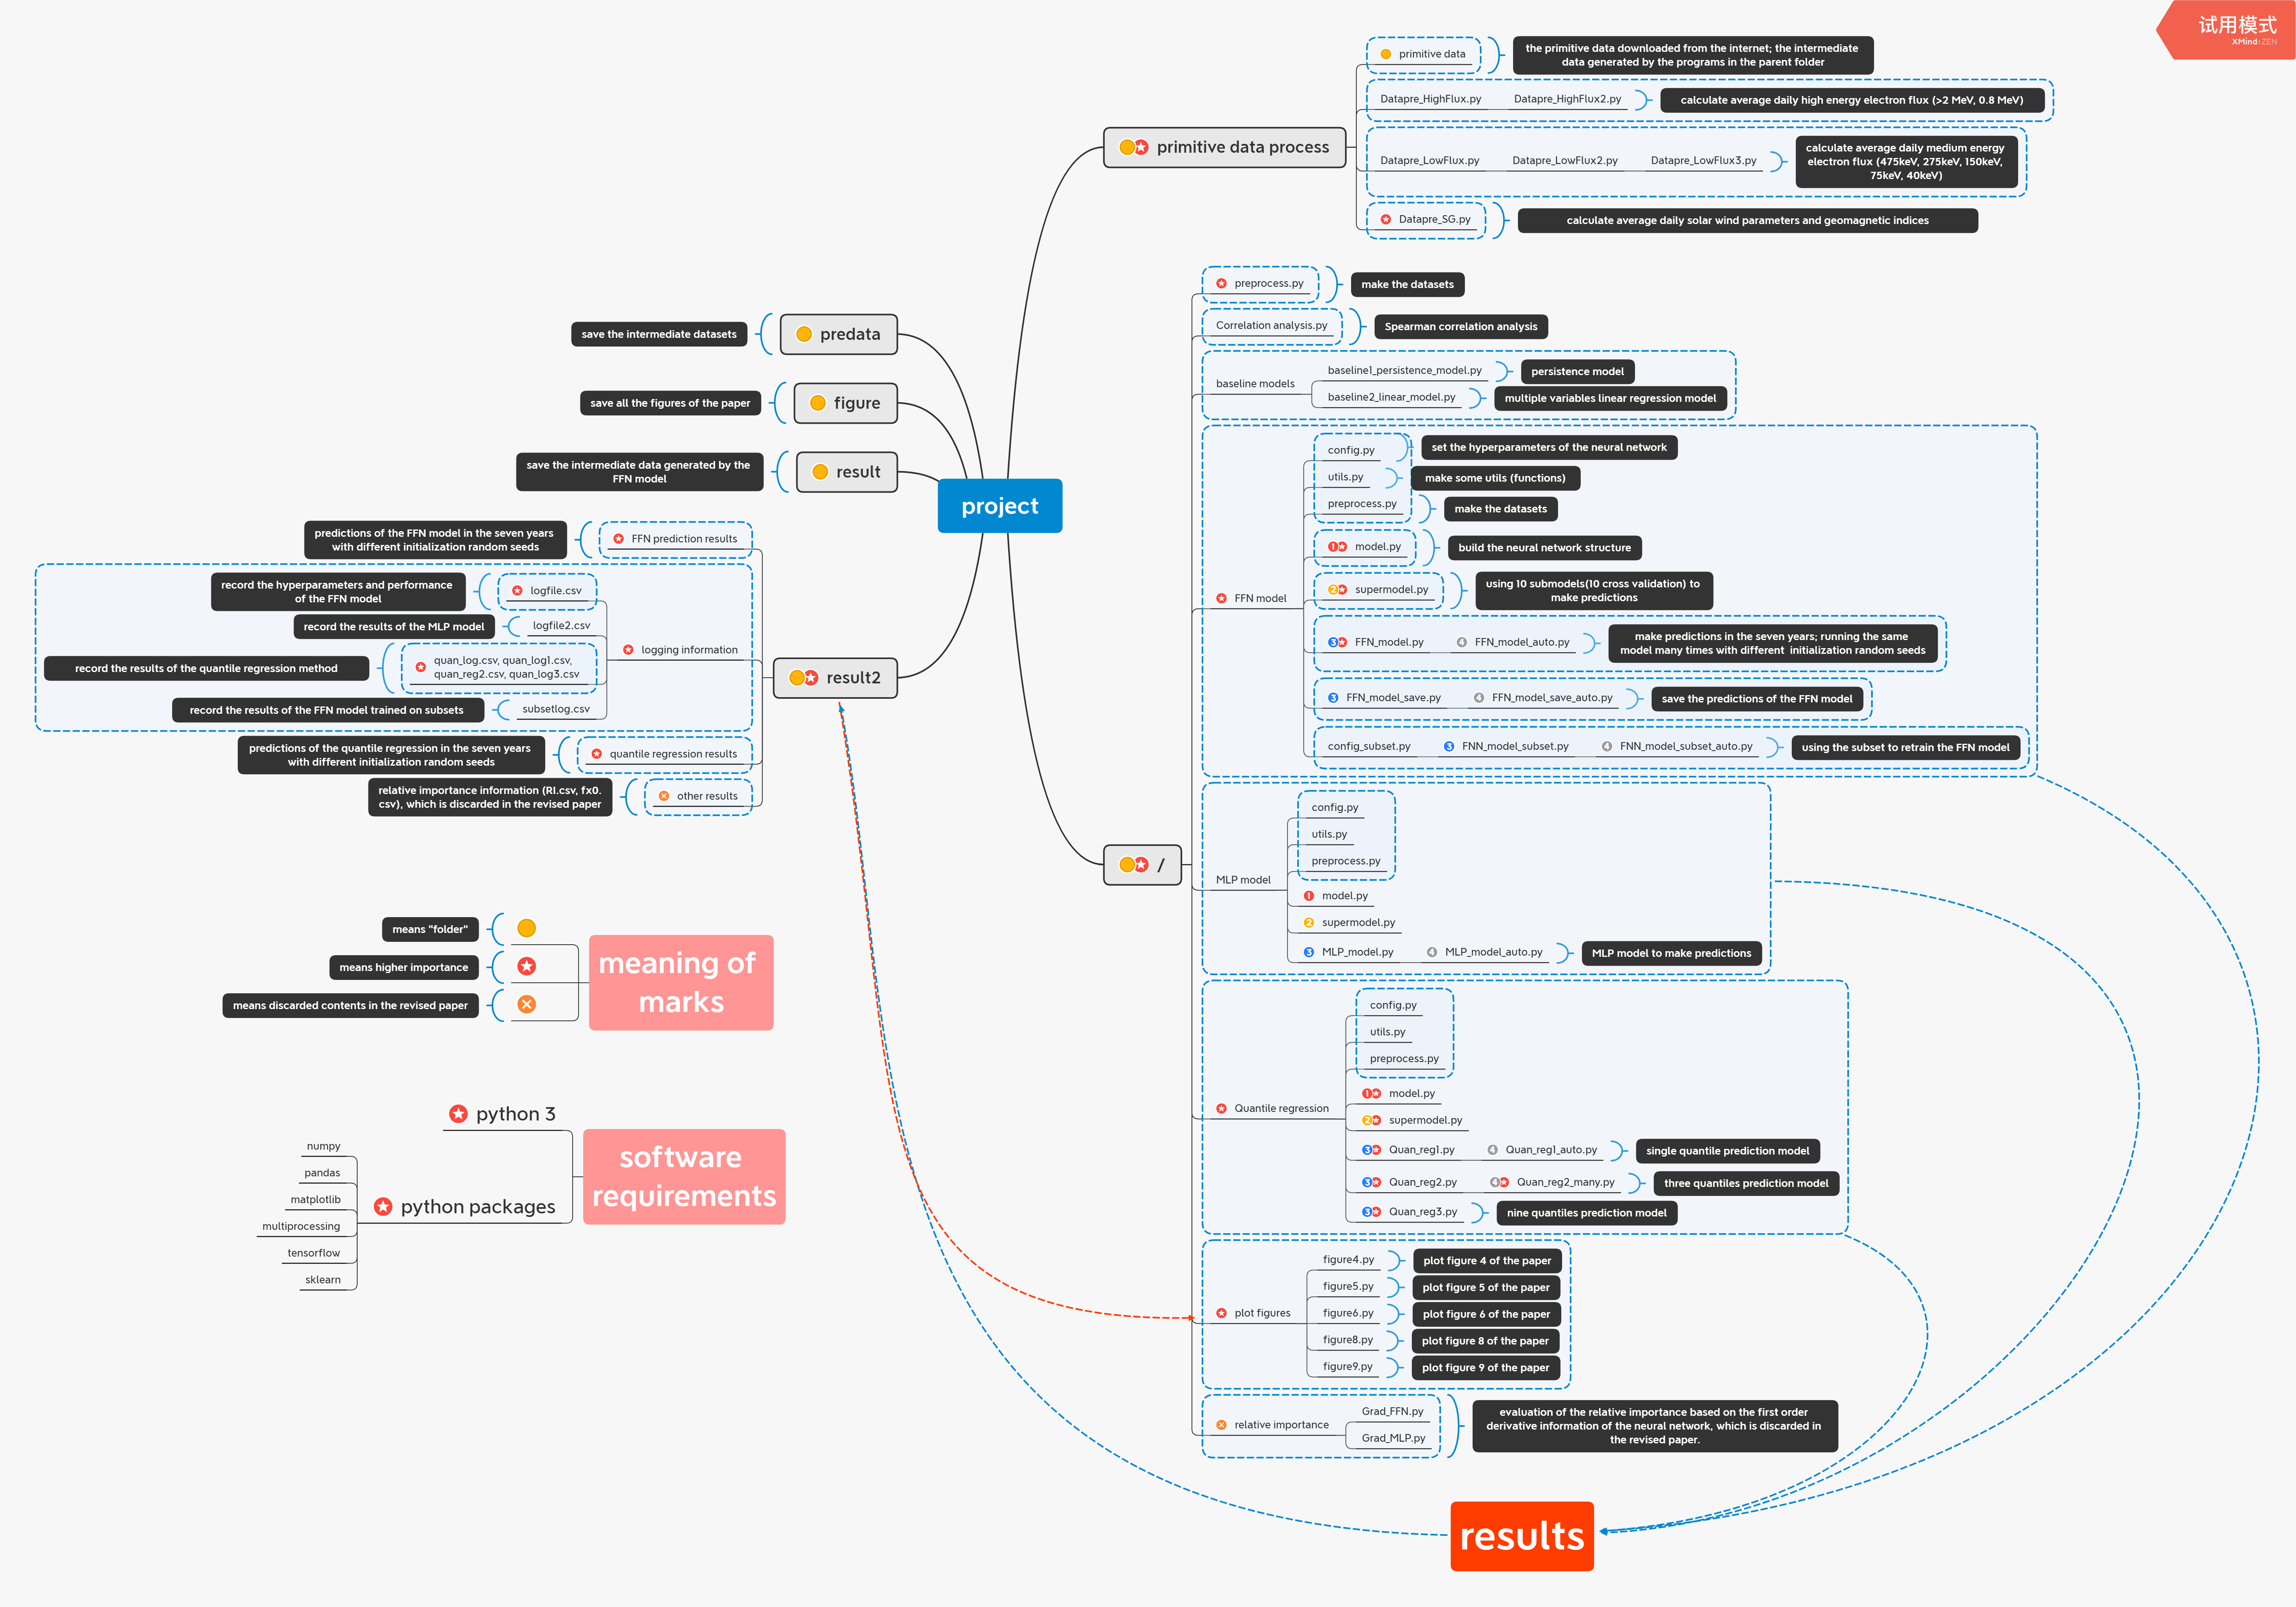 试用模式
XMind:ZEN
project
primitive data process
primitive data
the primitive data downloaded from the internet; the intermediate
data generated by the programs in the parent folder
Datapre_HighFlux.py
Datapre_HighFlux2.py
calculate average daily high energy electron flux (>2 MeV, 0.8 MeV)
Datapre_LowFlux.py
Datapre_LowFlux2.py
Datapre_LowFlux3.py
calculate average daily medium energy
electron flux (475keV, 275keV, 150keV,
75keV, 40keV)
Datapre_SG.py
calculate average daily solar wind parameters and geomagnetic indices
/
preprocess.py
make the datasets
Correlation analysis.py
Spearman correlation analysis
baseline models
baseline1_persistence_model.py
persistence model
baseline2_linear_model.py
multiple variables linear regression model
FFN model
config.py
set the hyperparameters of the neural network
utils.py
make some utils (functions)
preprocess.py
make the datasets
1
model.py
build the neural network structure
2
supermodel.py
using 10 submodels(10 cross validation) to
make predictions
3
FFN_model.py
4
FFN_model_auto.py
make predictions in the seven years; running the same
model many times with different  initialization random seeds
3
FFN_model_save.py
4
FFN_model_save_auto.py
save the predictions of the FFN model
config_subset.py
3
FNN_model_subset.py
4
FNN_model_subset_auto.py
using the subset to retrain the FFN model
MLP model
config.py
utils.py
preprocess.py
1
model.py
2
supermodel.py
3
MLP_model.py
4
MLP_model_auto.py
MLP model to make predictions
Quantile regression
config.py
utils.py
preprocess.py
1
model.py
2
supermodel.py
3
Quan_reg1.py
4
Quan_reg1_auto.py
single quantile prediction model
3
Quan_reg2.py
4
Quan_reg2_many.py
three quantiles prediction model
3
Quan_reg3.py
nine quantiles prediction model
plot figures
figure4.py
plot figure 4 of the paper
figure5.py
plot figure 5 of the paper
figure6.py
plot figure 6 of the paper
figure8.py
plot figure 8 of the paper
figure9.py
plot figure 9 of the paper
relative importance
Grad_FFN.py
Grad_MLP.py
evaluation of the relative importance based on the first order
derivative information of the neural network, which is discarded in
the revised paper.
results
predata
save the intermediate datasets
figure
save all the figures of the paper
result
save the intermediate data generated by the
FFN model
result2
FFN prediction results
predictions of the FFN model in the seven years
with different initialization random seeds
logging information
logfile.csv
record the hyperparameters and performance
of the FFN model
logfile2.csv
record the results of the MLP model
quan_log.csv, quan_log1.csv,
quan_reg2.csv, quan_log3.csv
record the results of the quantile regression method
subsetlog.csv
record the results of the FFN model trained on subsets
quantile regression results
predictions of the quantile regression in the seven years
with different initialization random seeds
other results
relative importance information (RI.csv, fx0.
csv), which is discarded in the revised paper
meaning of
marks
means "folder"
means higher importance
means discarded contents in the revised paper
software
requirements
python 3
python packages
numpy
pandas
matplotlib
multiprocessing
tensorflow
sklearn